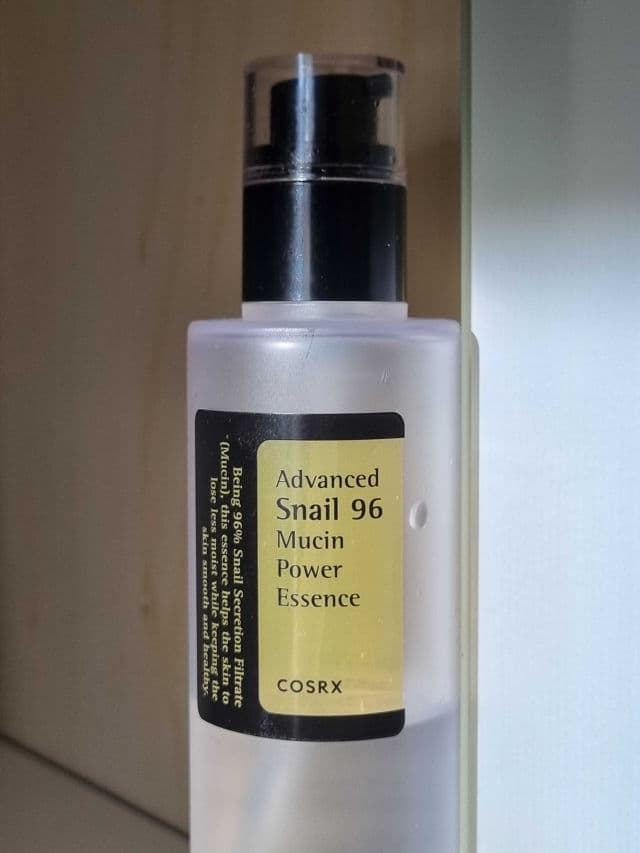 Advanced
Snail 96
Mucin
Power
Essence
COSRX
Being 96% Snail Secretion Filtrate
(Mucin), this essence helps the skin to
lose less moist while keeping the
skin smooth and healthy.